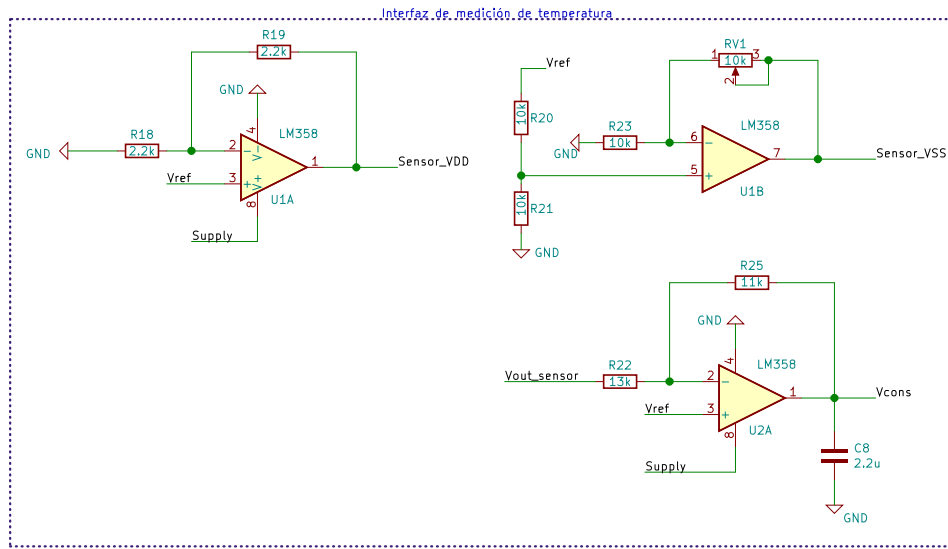 Interfaz de medición de temperatura
R19
2.2k
GND
4
LM358
R18
2.2k
GND
2
−
V−
1
Sensor_VDD
Vref
3
+
V+
8
U1A
Supply
Vref
R20
10k
RV1
1
10k
3
2
R23
10k
GND
6
−
LM358
7
Sensor_VSS
5
+
U1B
R21
10k
GND
R25
11k
GND
4
LM358
Vout_sensor
R22
13k
2
−
1
Vcons
Vref
3
+
8
U2A
Supply
C8
2.2u
GND